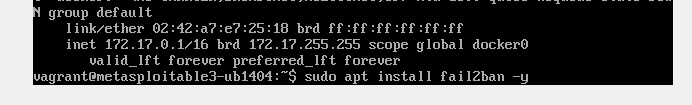 N group default
link/ether 02:42:a7:e7:25:18 brd ff:ff:ff:ff:ff:ff
inet 172.17.0.1/16 brd 172.17.255.255 scope global docker0
valid_lft forever preferred_lft forever
vagrant@metasploitable3-ub1404:~$ sudo apt install fail2ban -y